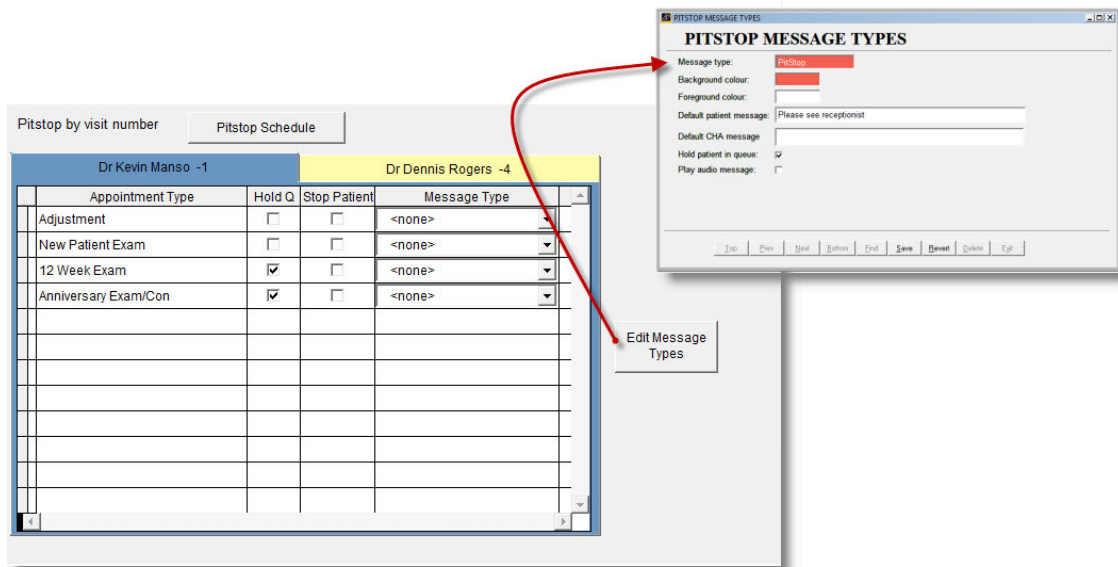 PITSTOP MESSAGE TYPES
PITSTOP MESSAGE TYPES
Message type: PitStop
Background colour:
Foreground colour:
Default patient message: Please see receptionist
Default CHA message
Hold patient in queue:
Play audio message:
Top Prev Next Bottom Find Save Revert Delete Exit
Pitstop by visit number Pitstop Schedule
Dr Kevin Manso -1 Dr Dennis Rogers -4
Appointment Type Hold Q Stop Patient Message Type
Adjustment <none>
New Patient Exam <none>
12 Week Exam <none>
Anniversary Exam/Con <none>
Edit Message
Types